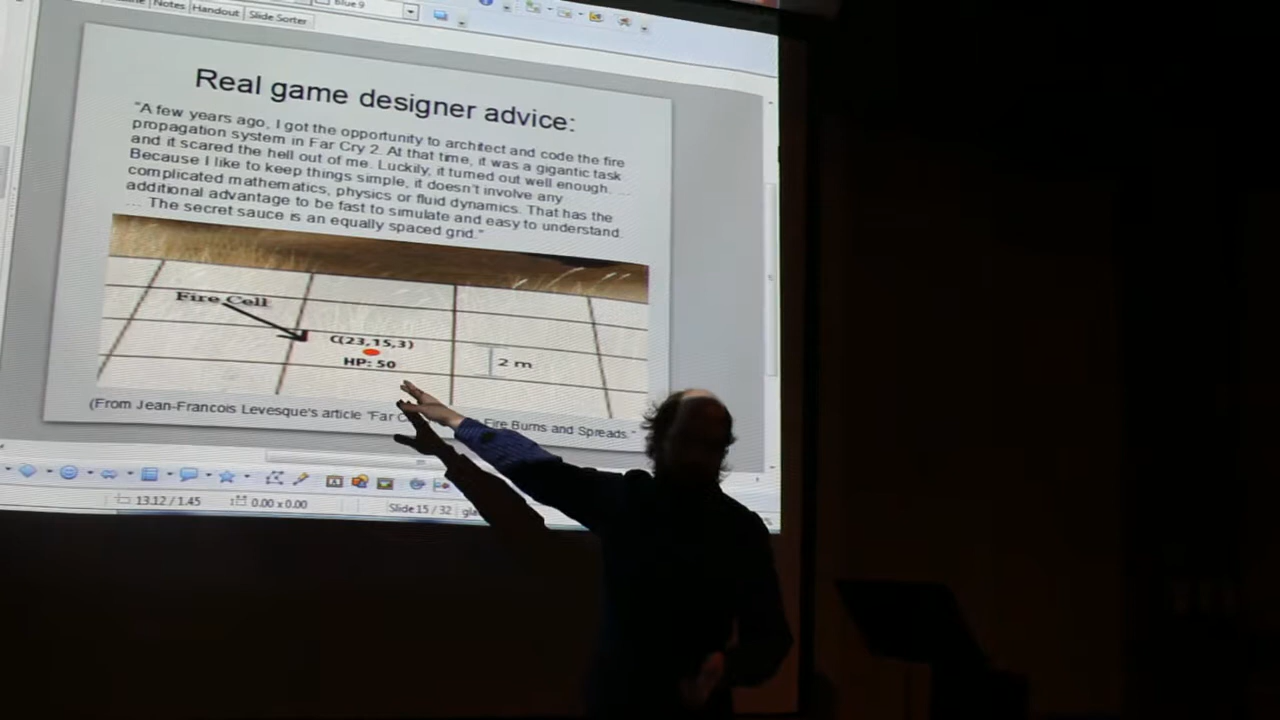 Notes Handout Slide Sorter
Blue 9
Real game designer advice:
"A few years ago, I got the opportunity to architect and code the fire
propagation system in Far Cry 2. At that time, it was a gigantic task
and it scared the hell out of me. Luckily, it turned out well enough. ...
Because I like to keep things simple, it doesn't involve any
complicated mathematics, physics or fluid dynamics. That has the
additional advantage to be fast to simulate and easy to understand.
... The secret sauce is an equally spaced grid."
Fire Cell
C(23,15,3)
HP: 50
2 m
(From Jean-Francois Levesque's article "Far Fire Burns and Spreads."
13.12 / 1.45 0.00 x 0.00 Slide 15 / 32